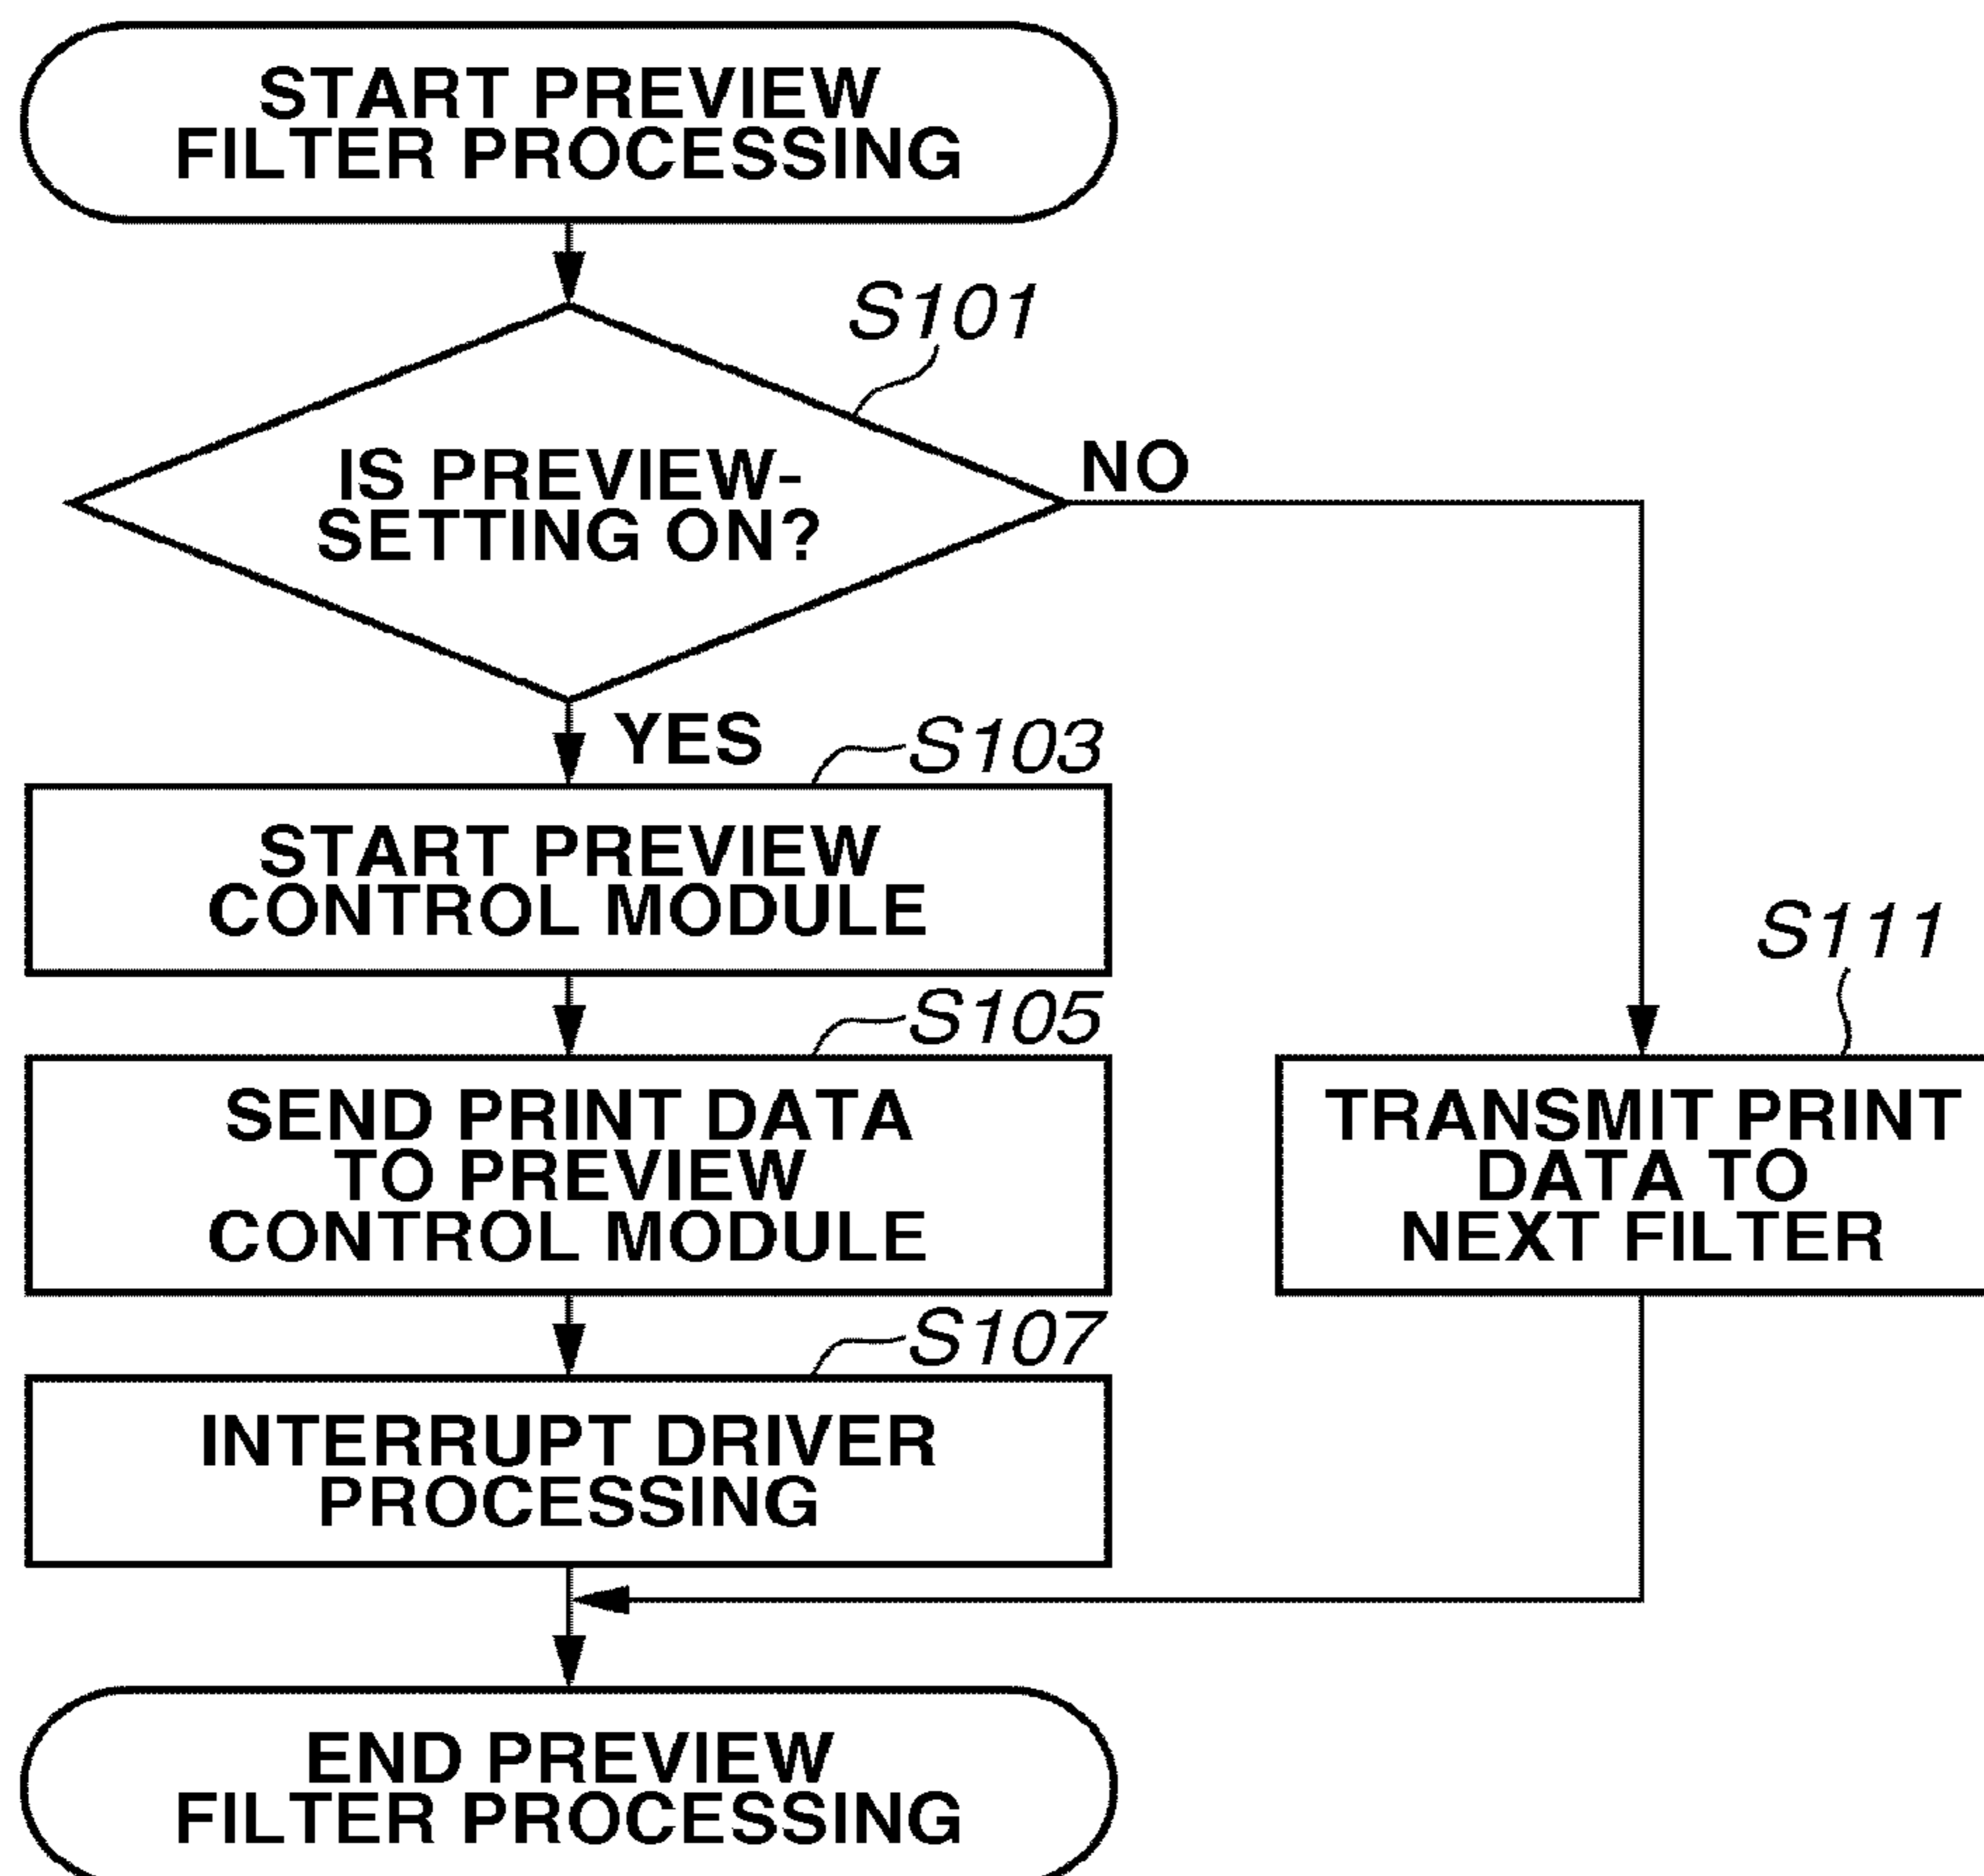 START PREVIEW
FILTER PROCESSING
S101
IS PREVIEW-
SETTING ON?
NO
YES
S103
START PREVIEW
CONTROL MODULE
S105
SEND PRINT DATA
TO PREVIEW
CONTROL MODULE
S111
TRANSMIT PRINT
DATA TO
NEXT FILTER
S107
INTERRUPT DRIVER
PROCESSING
END PREVIEW
FILTER PROCESSING